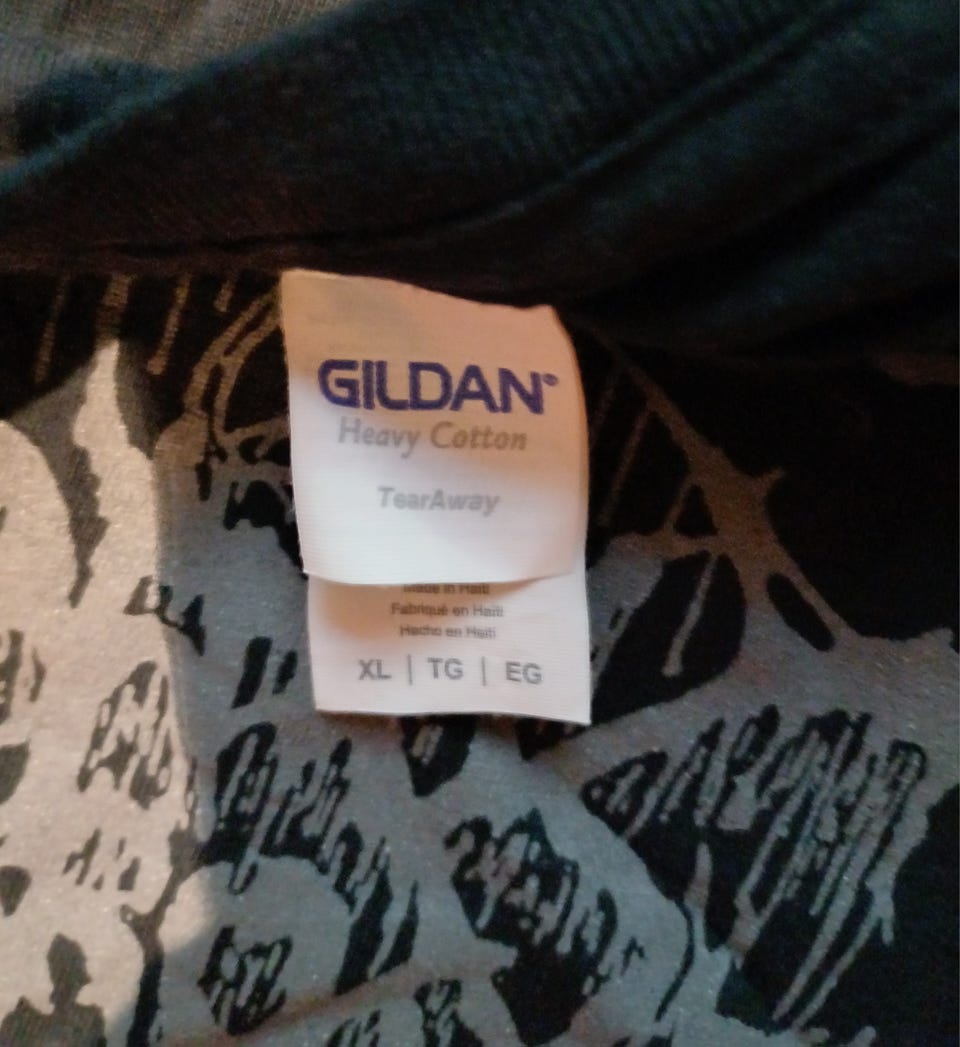 GILDAN®
Heavy Cotton
TearAway
Made in Haiti
Fabriqué en Haïti
Hecho en Haití
XL | TG | EG